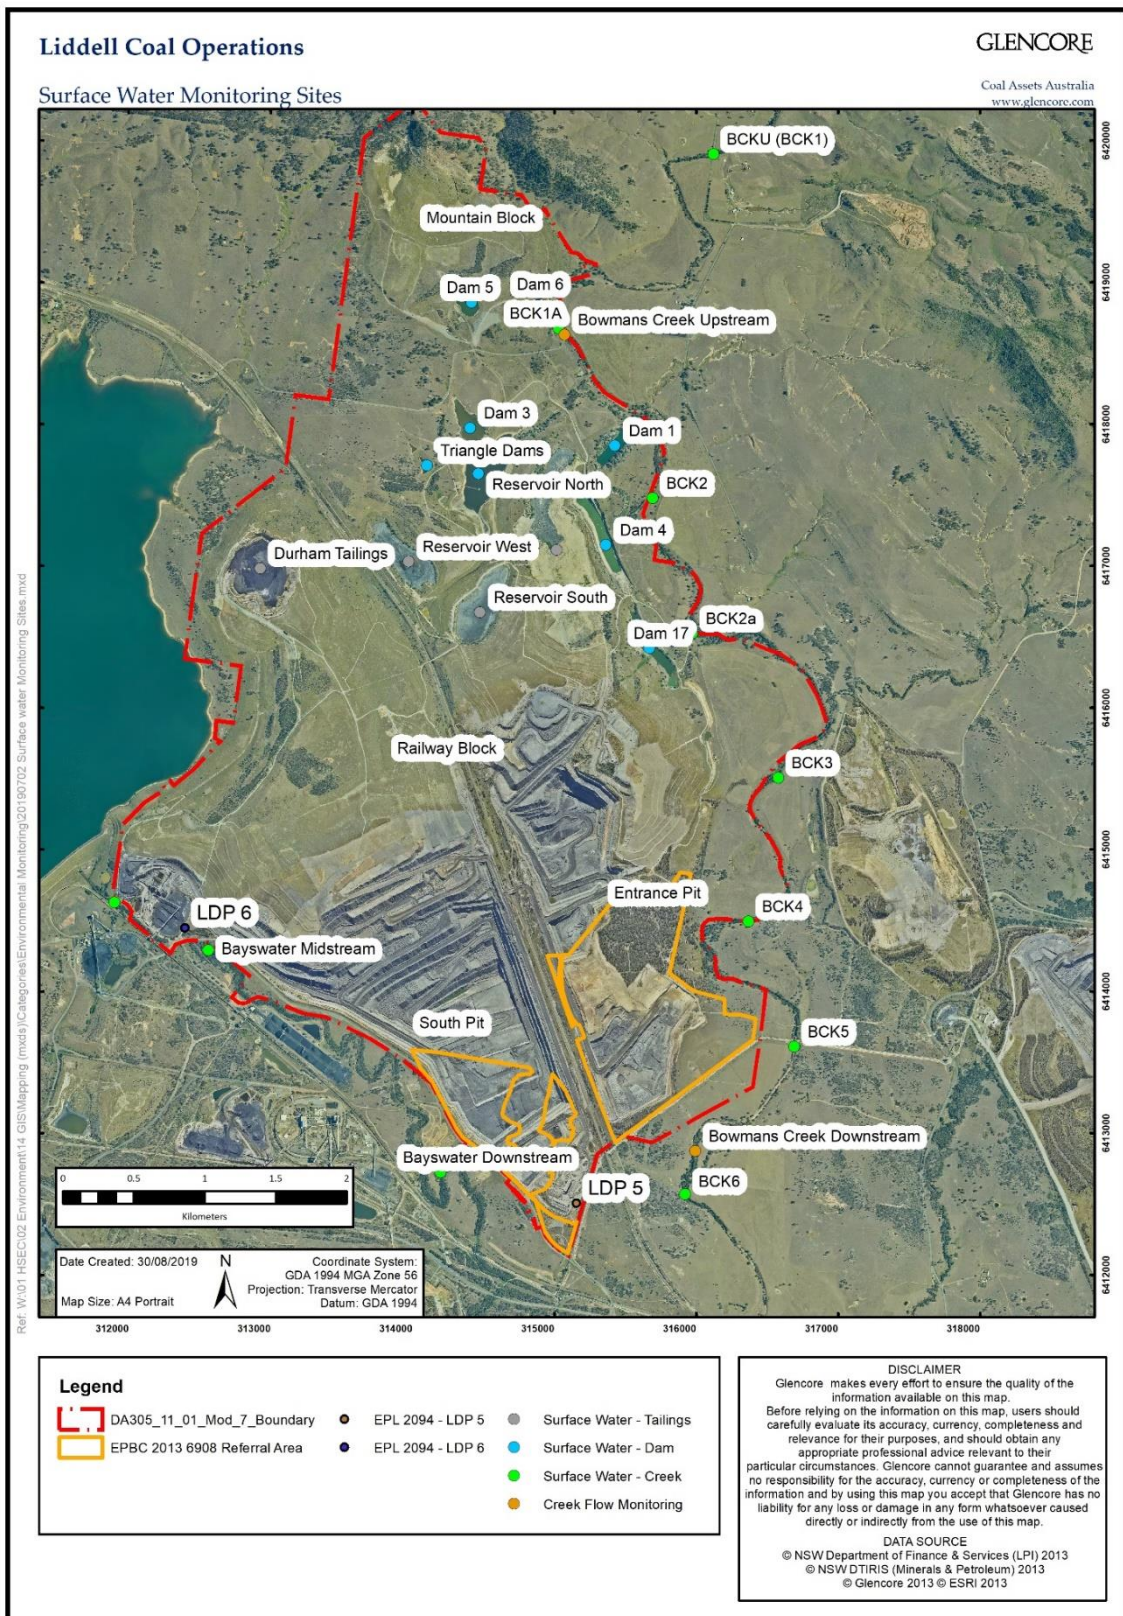 Liddell Coal Operations
GLENCORE
Surface Water Monitoring Sites
Coal Assets Australia
www.glencore.com
BCKU (BCK1)
Mountain Block
Dam 5
Dam 6
BCK1A
Bowmans Creek Upstream
Dam 3
Dam 1
Triangle Dams
Reservoir North
BCK2
Dam 4
Reservoir West
Durham Tailings
Reservoir South
BCK2a
Dam 17
Railway Block
BCK3
Entrance Pit
BCK4
LDP 6
Bayswater Midstream
South Pit
BCK5
Bowmans Creek Downstream
Bayswater Downstream
LDP 5
BCK6
6420000
6419000
6418000
6417000
6416000
6415000
6414000
6413000
6412000
0 0.5 1 1.5 2
Kilometers
Date Created: 30/08/2019
N
Map Size: A4 Portrait
Coordinate System:
GDA 1994 MGA Zone 56
Projection: Transverse Mercator
Datum: GDA 1994
312000 313000 314000 315000 316000 317000 318000
Ref: W:\01 HSEC\02 Environment\14 GIS\Mapping (mxds)\Categories\Environmental Monitoring\20190702 Surface water Monitoring Sites.mxd
Legend
DA305_11_01_Mod_7_Boundary
EPBC 2013 6908 Referral Area
EPL 2094 - LDP 5
EPL 2094 - LDP 6
Surface Water - Tailings
Surface Water - Dam
Surface Water - Creek
Creek Flow Monitoring
DISCLAIMER
Glencore makes every effort to ensure the quality of the
information available on this map.
Before relying on the information on this map, users should
carefully evaluate its accuracy, currency, completeness and
relevance for their purposes, and should obtain any
appropriate professional advice relevant to their
particular circumstances. Glencore cannot guarantee and assumes
no responsibility for the accuracy, currency or completeness of the
information and by using this map you accept that Glencore has no
liability for any loss or damage in any form whatsoever caused
directly or indirectly from the use of this map.
DATA SOURCE
© NSW Department of Finance & Services (LPI) 2013
© NSW DTIRIS (Minerals & Petroleum) 2013
© Glencore 2013 © ESRI 2013